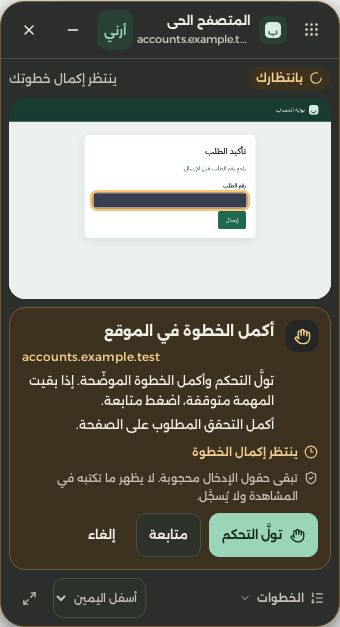 المتصفح الحي
accounts.example.t...
ب
أرني
بانتظارك
ينتظر إكمال خطوتك
ب
بوابة الحساب
تأكيد الطلب
راجع رقم الطلب قبل الإرسال.
رقم الطلب
إرسال
أكمل الخطوة في الموقع
accounts.example.test
تولَّ التحكم وأكمل الخطوة الموضّحة. إذا بقيت
المهمة متوقفة، اضغط متابعة.
أكمل التحقق المطلوب على الصفحة.
ينتظر إكمال الخطوة
تبقى حقول الإدخال محجوبة. لا يظهر ما تكتبه في
المشاهدة ولا يُسجَّل.
تولَّ التحكم
متابعة
إلغاء
الخطوات
أسفل اليمين